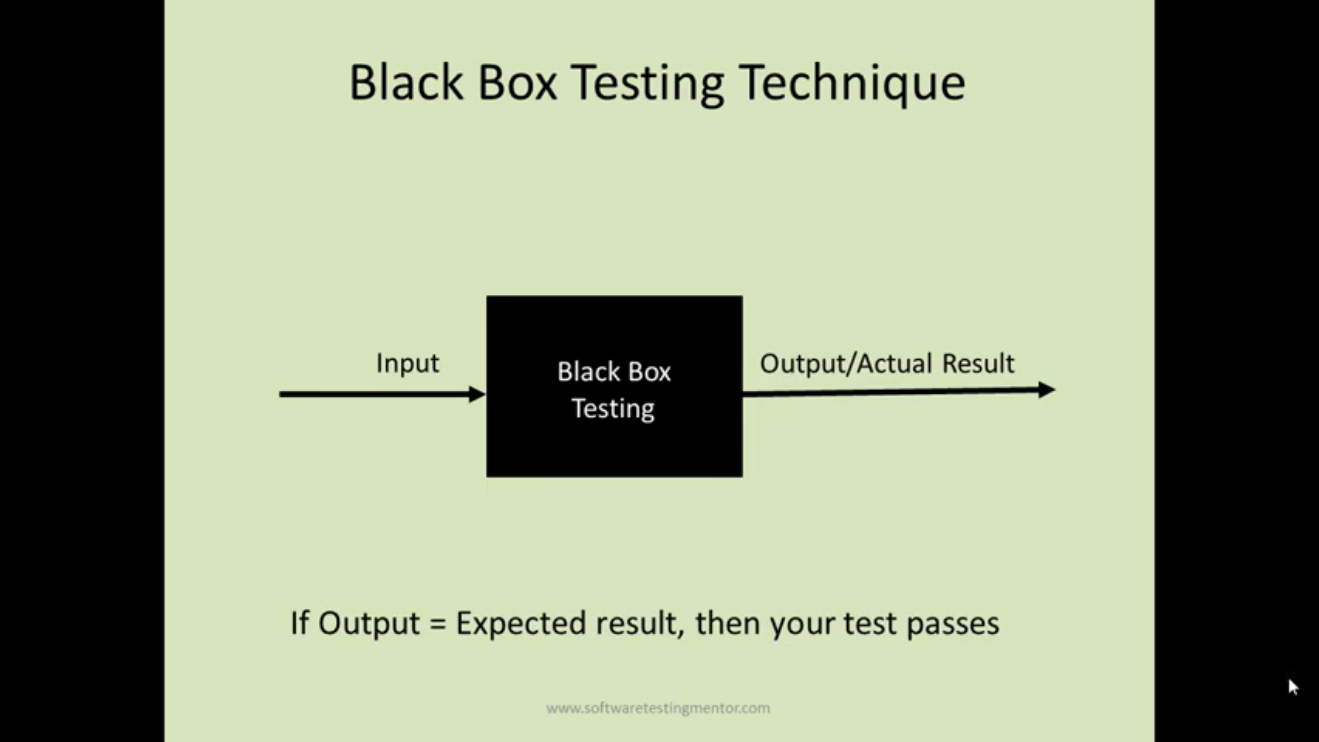 Black Box Testing Technique
Input
Black Box
Testing
Output/Actual Result
If Output = Expected result, then your test passes
www.softwaretestingmentor.com